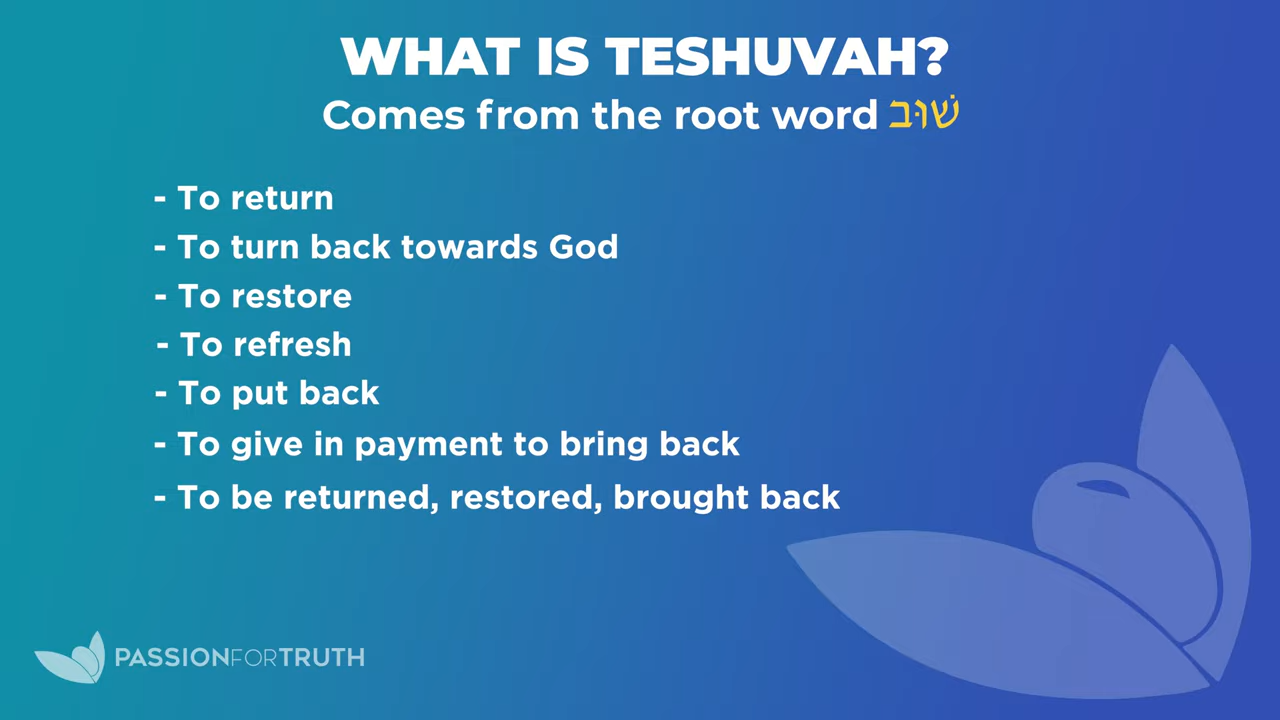 WHAT IS TESHUVAH?
Comes from the root word שׁוּב
- To return
- To turn back towards God
- To restore
- To refresh
- To put back
- To give in payment to bring back
- To be returned, restored, brought back
PASSIONFORTRUTH